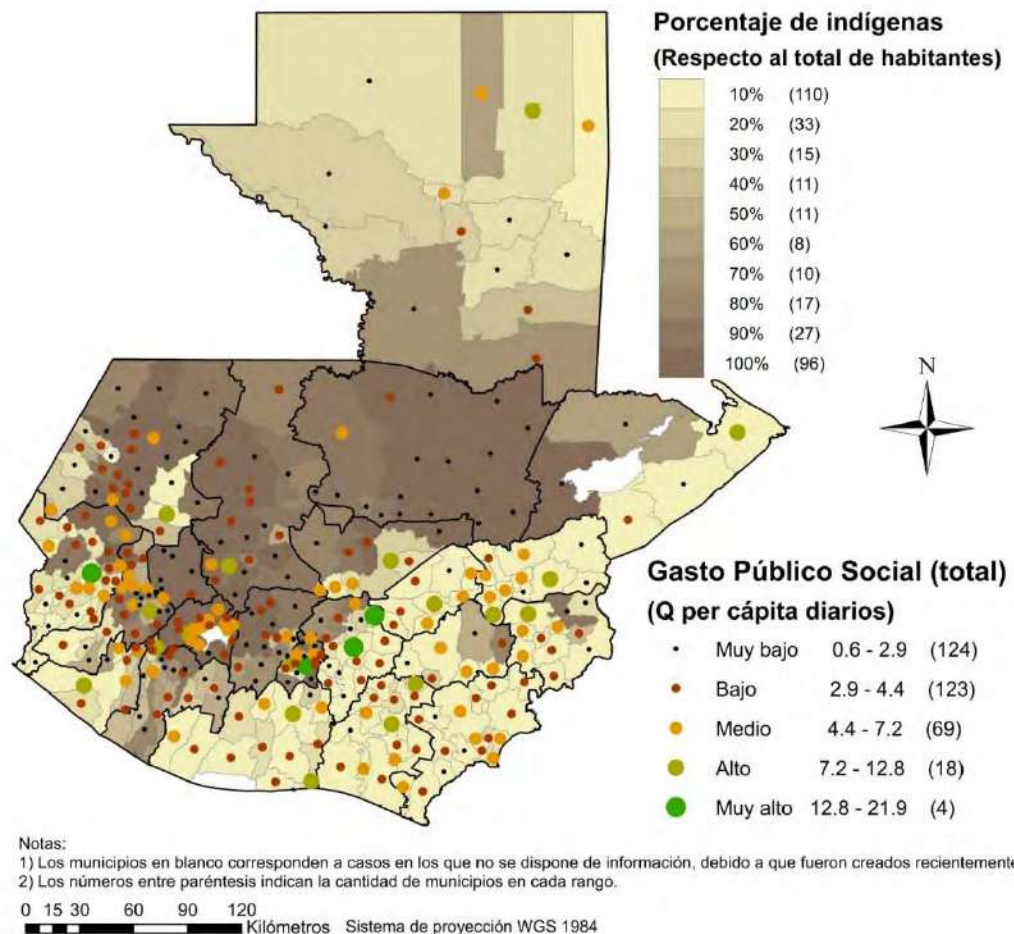 Porcentaje de indígenas
(Respecto al total de habitantes)
10% (110)
20% (33)
30% (15)
40% (11)
50% (11)
60% (8)
70% (10)
80% (17)
90% (27)
100% (96)
N
Gasto Público Social (total)
(Q per cápita diarios)
Muy bajo 0.6 - 2.9 (124)
Bajo 2.9 - 4.4 (123)
Medio 4.4 - 7.2 (69)
Alto 7.2 - 12.8 (18)
Muy alto 12.8 - 21.9 (4)
Notas:
1) Los municipios en blanco corresponden a casos en los que no se dispone de información, debido a que fueron creados recientemente
2) Los números entre paréntesis indican la cantidad de municipios en cada rango.
0 15 30 60 90 120
Kilómetros Sistema de proyección WGS 1984